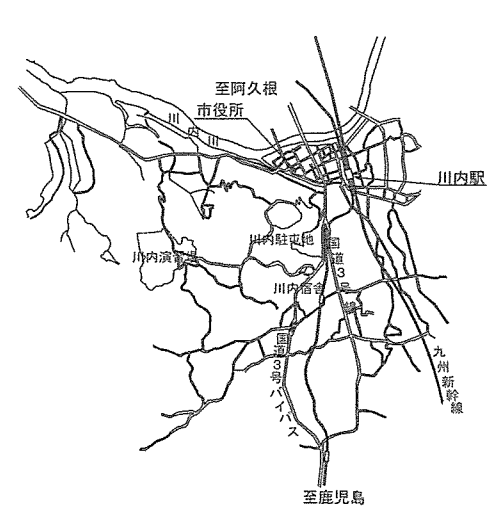 至阿久根
市役所
川内川
川内駅
川内駐屯地
川内演習場
国道3号線
川内宿舎
国道3号バイパス
九州新幹線
至鹿児島